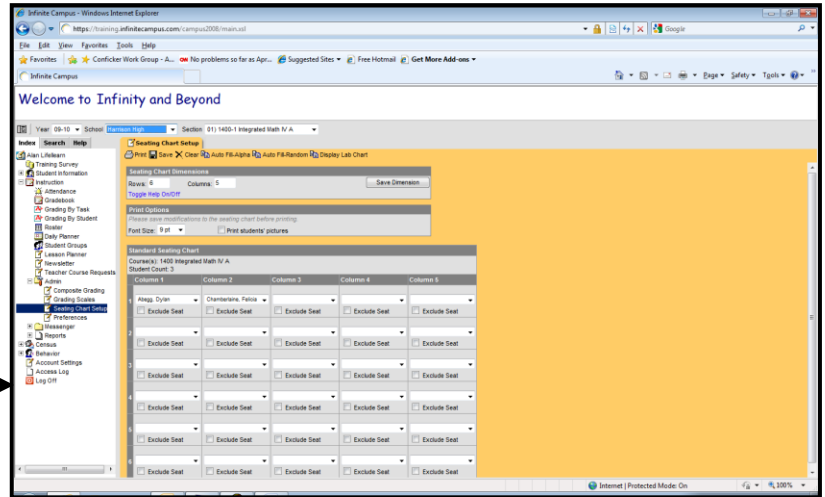 Infinite Campus - Windows Internet Explorer
https://training.infinitecampus.com/campus2008/main.xsl
Google
File Edit View Favorites Tools Help
Favorites Conficker Work Group - A... No problems so far as Apr... Suggested Sites Free Hotmail Get More Add-ons
Infinite Campus
Page Safety Tools
Welcome to Infinity and Beyond
Year 09-10 School Harrison High Section 01) 1400-1 Integrated Math IV A
Index Search Help
Seating Chart Setup
Print Save Clear Auto Fill-Alpha Auto Fill-Random Display Lab Chart
Alan Lifelearn
Training Survey
Student Information
Instruction
Attendance
Gradebook
Grading By Task
Grading By Student
Roster
Daily Planner
Student Groups
Lesson Planner
Newsletter
Teacher Course Requests
Admin
Composite Grading
Grading Scales
Seating Chart Setup
Preferences
Messenger
Reports
Census
Behavior
Account Settings
Access Log
Log Off
Seating Chart Dimensions
Rows: 6 Columns: 5 Save Dimension
Toggle Help On/Off
Print Options
Please save modifications to the seating chart before printing.
Font Size: 9 pt Print students' pictures
Standard Seating Chart
Course(s): 1400 Integrated Math IV A
Student Count: 3
Column 1 Column 2 Column 3 Column 4 Column 5
1 Dylan Chamberlains, Felicia
Exclude Seat Exclude Seat Exclude Seat Exclude Seat Exclude Seat
2
Exclude Seat Exclude Seat Exclude Seat Exclude Seat Exclude Seat
3
Exclude Seat Exclude Seat Exclude Seat Exclude Seat Exclude Seat
4
Exclude Seat Exclude Seat Exclude Seat Exclude Seat Exclude Seat
5
Exclude Seat Exclude Seat Exclude Seat Exclude Seat Exclude Seat
6
Exclude Seat Exclude Seat Exclude Seat Exclude Seat Exclude Seat
Internet | Protected Mode: On 100%